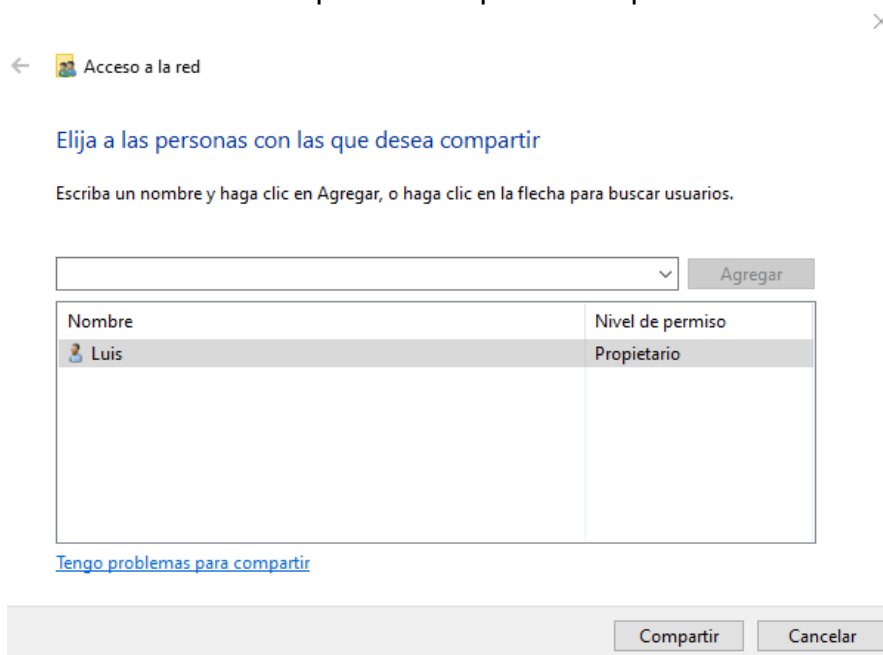 Acceso a la red
Elija a las personas con las que desea compartir
Escriba un nombre y haga clic en Agregar, o haga clic en la flecha para buscar usuarios.
Agregar
Nombre Nivel de permiso
Luis Propietario
Tengo problemas para compartir
Compartir Cancelar